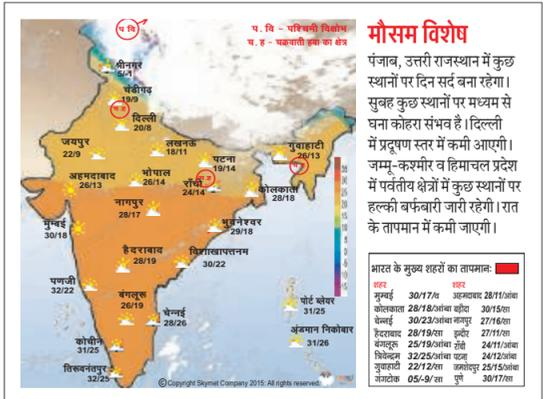 प. वि
प. वि - पश्चिमी विक्षोभ
च. ह - चक्रवाती हवा का क्षेत्र
श्रीनगर
5/-1
चंडीगढ़
19/9
च. ह
दिल्ली
20/8
जयपुर
22/9
लखनऊ
18/11
पटना
19/14
गुवाहाटी
26/13
च. ह
अहमदाबाद
26/13
भोपाल
26/14
राँची
24/14
च. ह
कोलकाता
28/18
नागपुर
28/17
भुवनेश्वर
29/18
मुम्बई
30/18
हैदराबाद
28/19
विशाखापत्तनम
30/22
पणजी
32/22
बंगलूरू
26/19
चेन्नई
28/26
पोर्ट ब्लेयर
31/25
अंडमान निकोबार
31/26
कोचीन
31/25
तिरूवनंतपुर
32/25
© Copyright Skymet Company 2015: All rights reserved.
मौसम विशेष
पंजाब, उत्तरी राजस्थान में कुछ
स्थानों पर दिन सर्द बना रहेगा।
सुबह कुछ स्थानों पर मध्यम से
घना कोहरा संभव है। दिल्ली
में प्रदूषण स्तर में कमी आएगी।
जम्मू-कश्मीर व हिमाचल प्रदेश
में पर्वतीय क्षेत्रों में कुछ स्थानों पर
हल्की बर्फबारी जारी रहेगी। रात
के तापमान में कमी जाएगी।
भारत के मुख्य शहरों का तापमान:
शहर शहर
मुम्बई 30/17/व अहमदाबाद 28/11/आंबा
कोलकाता 28/18/आंबा बड़ौदा 30/15/सा
चेन्नई 30/23/आंबा नागपुर 27/16/सा
हैदराबाद 28/19/सा इन्दौर 27/11/सा
बंगलूरू 25/19/आंबा राँची 24/11/आंबा
त्रिवेन्द्रम 32/25/आंबा पटना 24/12/आंबा
गुवाहाटी 22/12/सा जमशेदपुर 25/15/आंबा
गंगटोक 05/-9/सा पुणे 30/17/सा